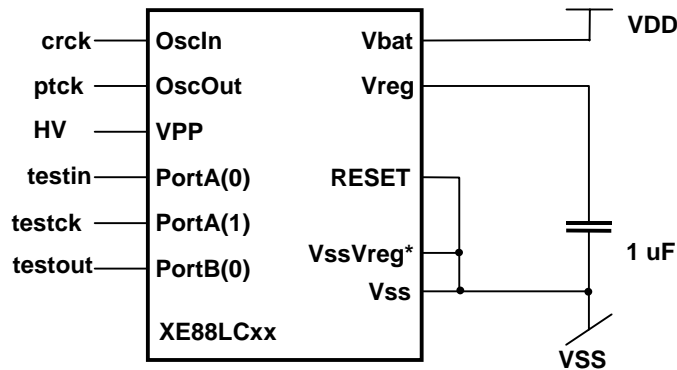 crck OscIn Vbat VDD
ptck OscOut Vreg
HV VPP
testin PortA(0) RESET
testck PortA(1)
VssVreg* 1 uF
testout PortB(0)
Vss
XE88LCxx
VSS